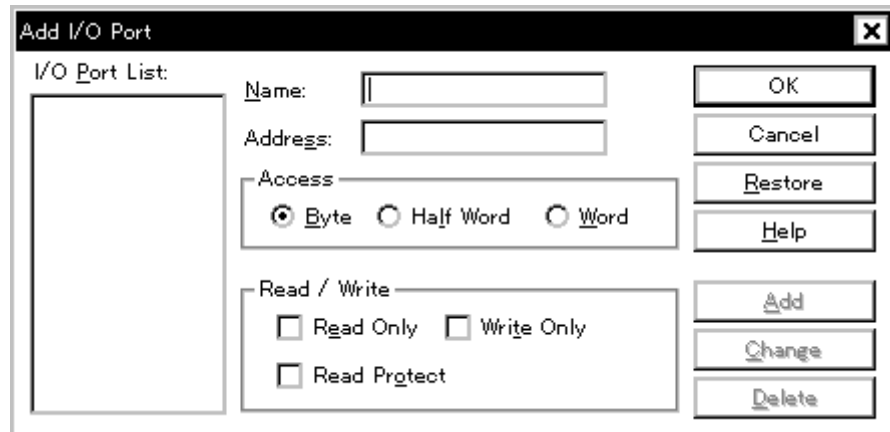 Add I/O Port
I/O Port List:
Name:
Address:
Access
Byte Half Word Word
Read / Write
Read Only Write Only
Read Protect
OK
Cancel
Restore
Help
Add
Change
Delete